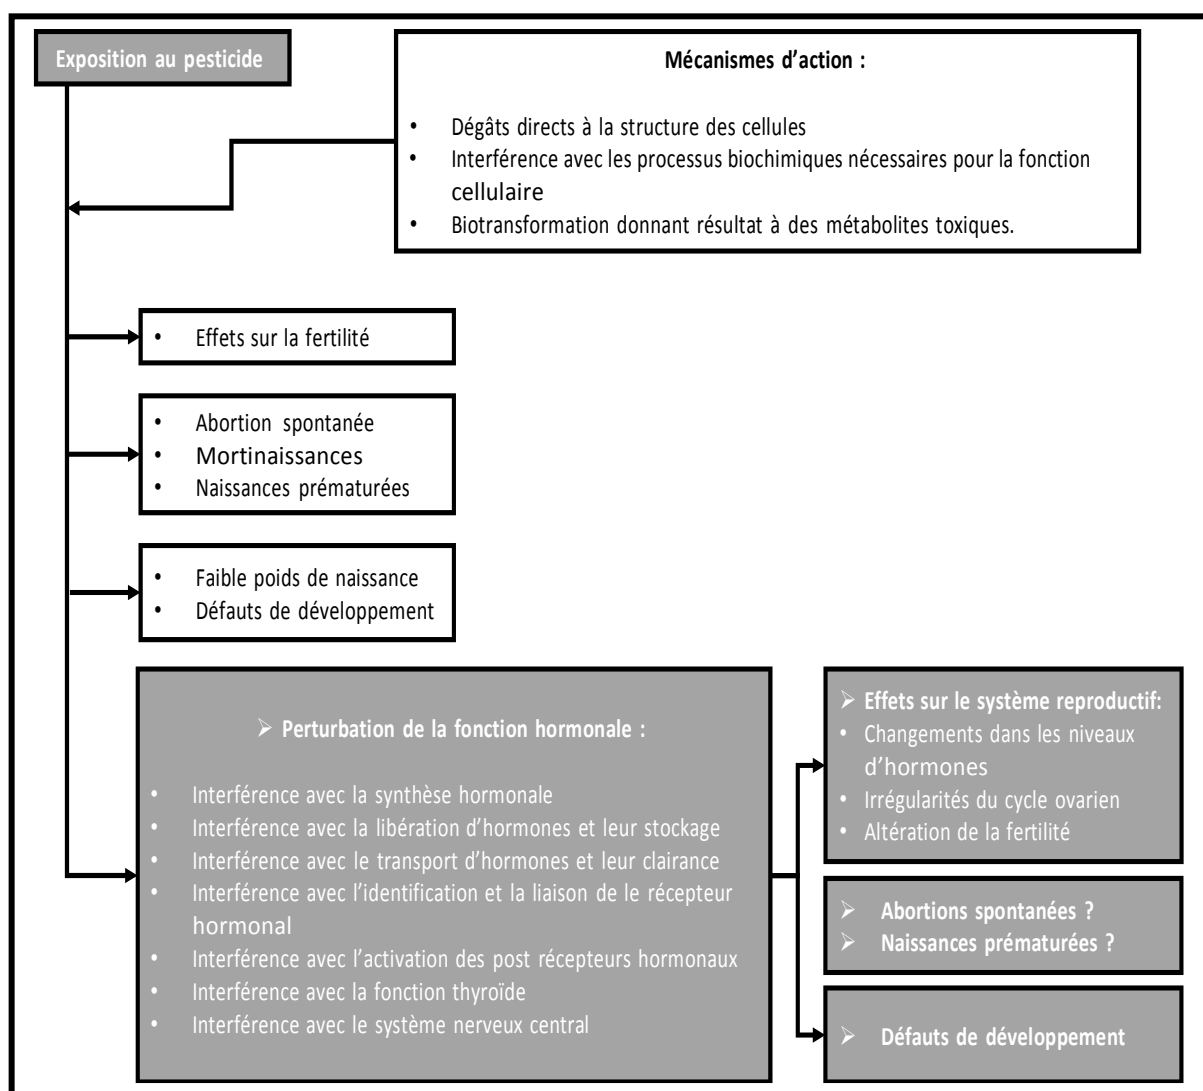 Exposition au pesticide
Mécanismes d’action :
• Dégâts directs à la structure des cellules
• Interférence avec les processus biochimiques nécessaires pour la fonction
cellulaire
• Biotransformation donnant résultat à des métabolites toxiques.
• Effets sur la fertilité
• Abortion spontanée
• Mortinaissances
• Naissances prématurées
• Faible poids de naissance
• Défauts de développement
➢ Perturbation de la fonction hormonale :
• Interférence avec la synthèse hormonale
• Interférence avec la libération d’hormones et leur stockage
• Interférence avec le transport d’hormones et leur clairance
• Interférence avec l’identification et la liaison de le récepteur
hormonal
• Interférence avec l’activation des post récepteurs hormonaux
• Interférence avec la fonction thyroïde
• Interférence avec le système nerveux central
➢ Effets sur le système reproductif:
• Changements dans les niveaux
d’hormones
• Irrégularités du cycle ovarien
• Altération de la fertilité
➢ Abortions spontanées ?
➢ Naissances prématurées ?
➢ Défauts de développement